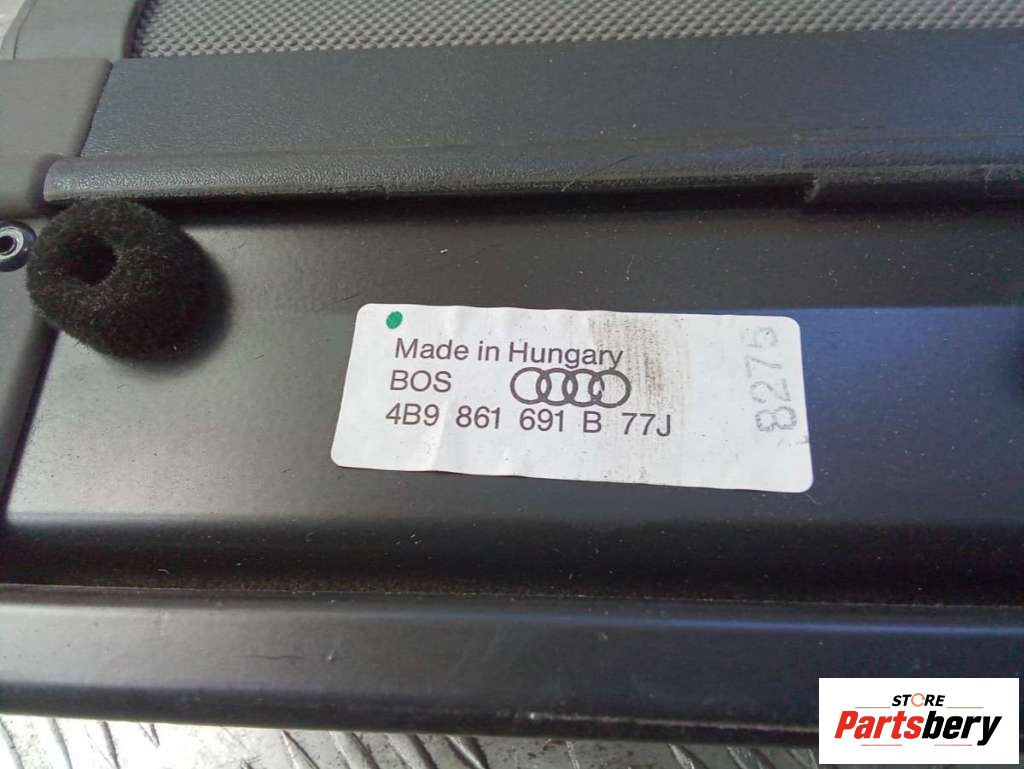 Made in Hungary
BOS
4B9 861 691 B 77J
8275
STORE
Partsbery